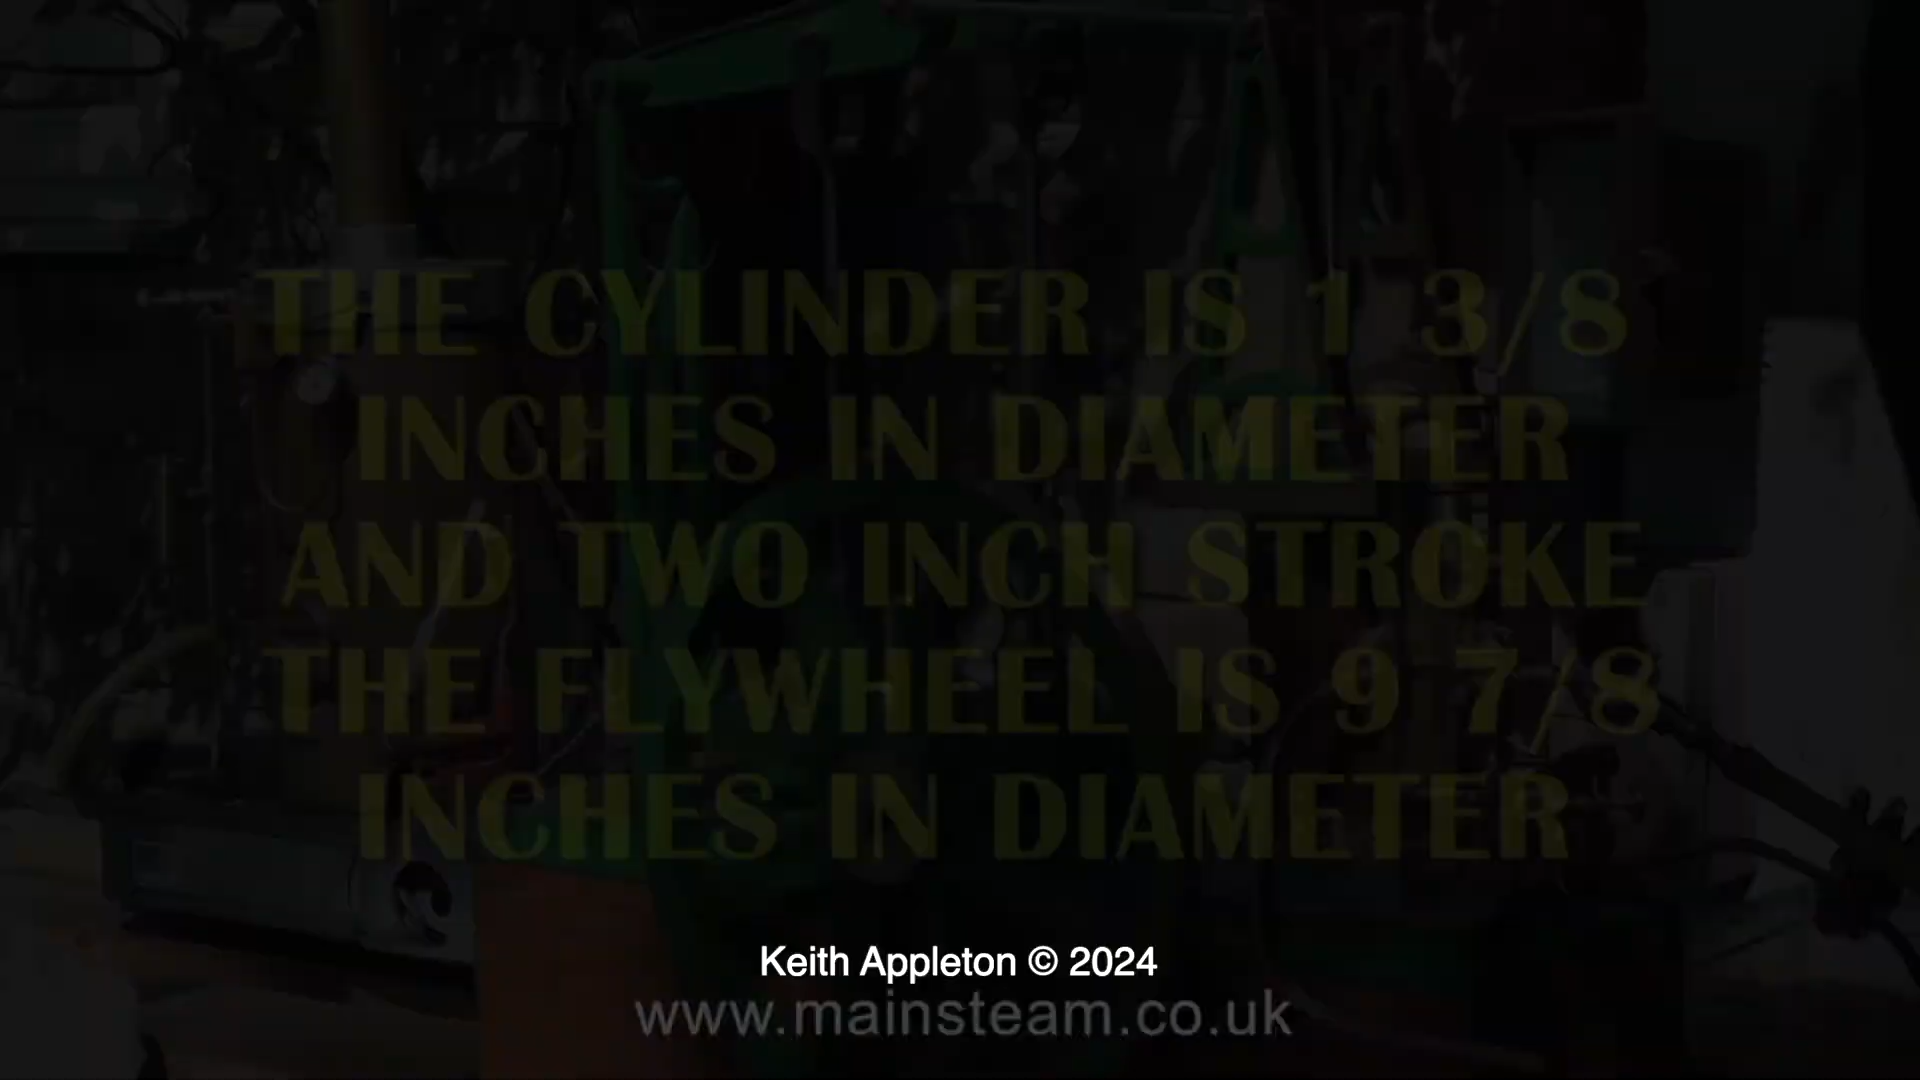 THE CYLINDER IS 1 3/8
INCHES IN DIAMETER
AND TWO INCH STROKE
THE FLYWHEEL IS 9 7/8
INCHES IN DIAMETER
Keith Appleton © 2024
www.mainsteam.co.uk